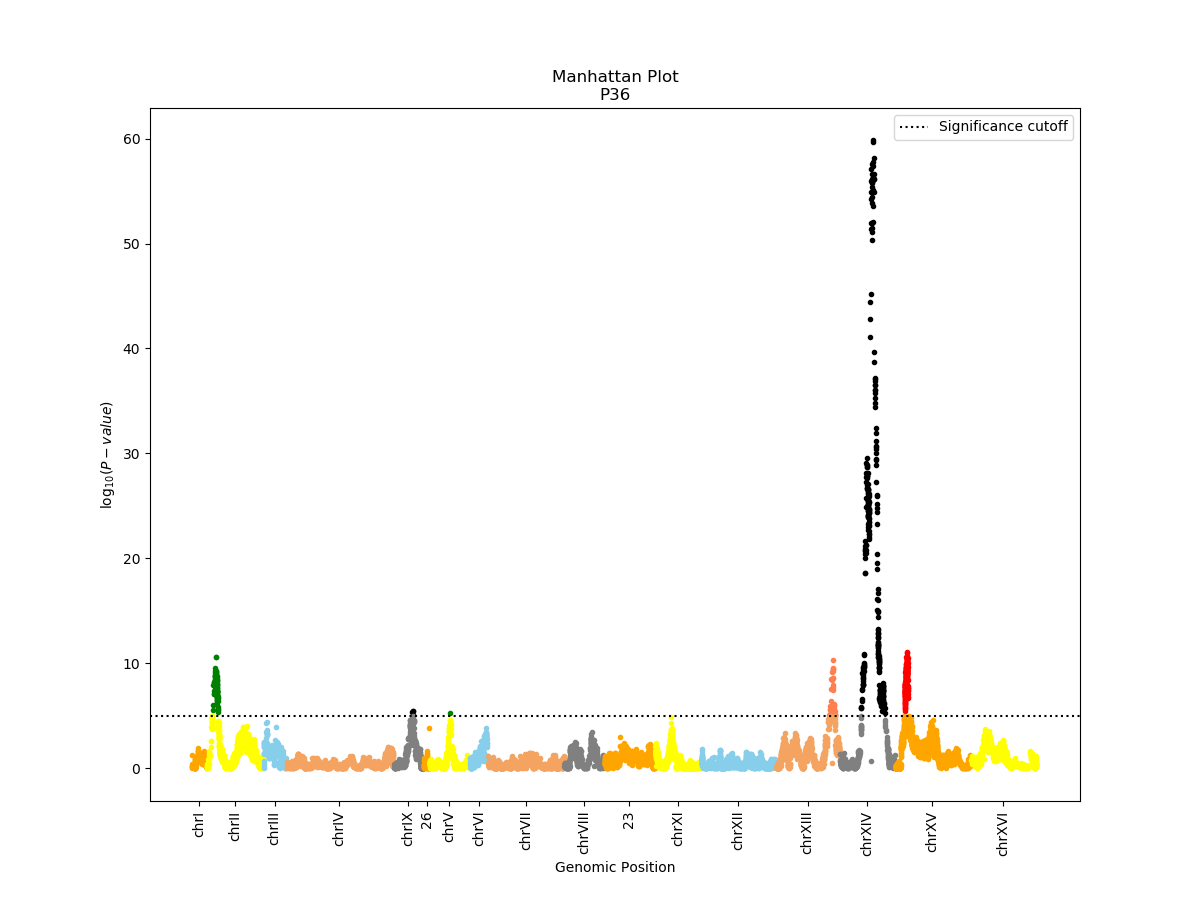 Manhattan Plot
P36
Significance cutoff
60
50
40
30
20
10
0
log10(P − value)
chrI
chrII
chrIII
chrIV
chrIX
26
chrV
chrVI
chrVII
chrVIII
23
chrXI
chrXII
chrXIII
chrXIV
chrXV
chrXVI
Genomic Position